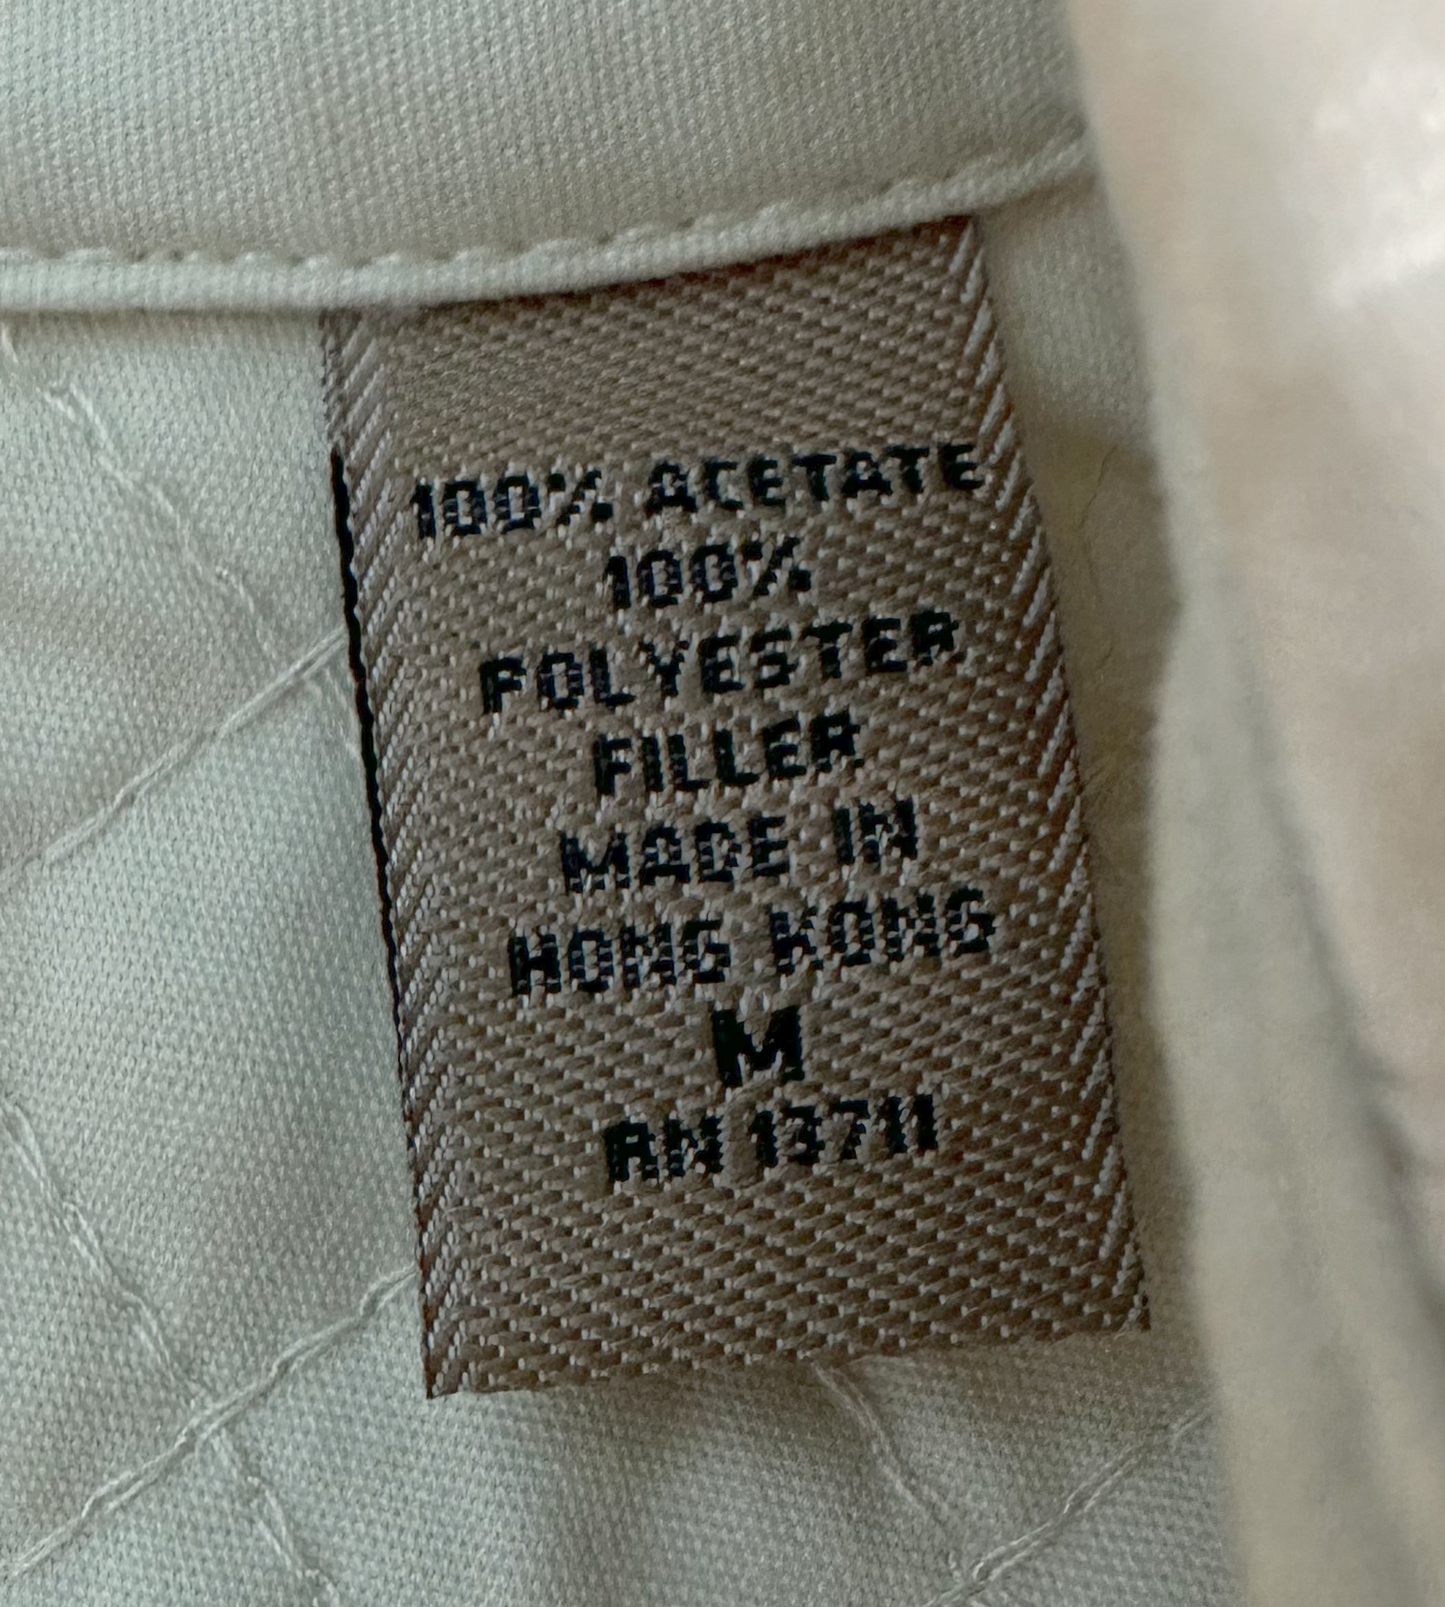 100% ACETATE
100%
POLYESTER
FILLER
MADE IN
HONG KONG
M
RN 13711